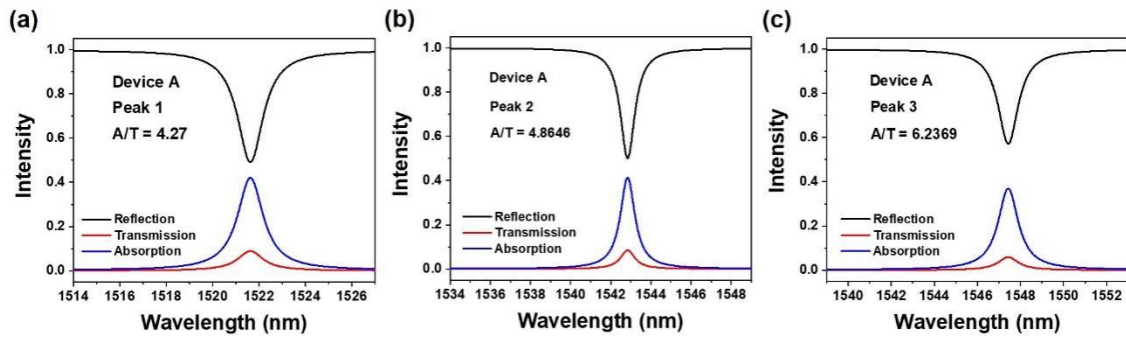 (a)
1.0
0.8
0.6
0.4
0.2
0.0
Intensity
Device A
Peak 1
A/T = 4.27
Reflection
Transmission
Absorption
1514 1516 1518 1520 1522 1524 1526
Wavelength (nm)
(b)
1.0
0.8
0.6
0.4
0.2
0.0
Intensity
Device A
Peak 2
A/T = 4.8646
Reflection
Transmission
Absorption
1534 1536 1538 1540 1542 1544 1546 1548
Wavelength (nm)
(c)
1.0
0.8
0.6
0.4
0.2
0.0
Intensity
Device A
Peak 3
A/T = 6.2369
Reflection
Transmission
Absorption
1540 1542 1544 1546 1548 1550 1552
Wavelength (nm)